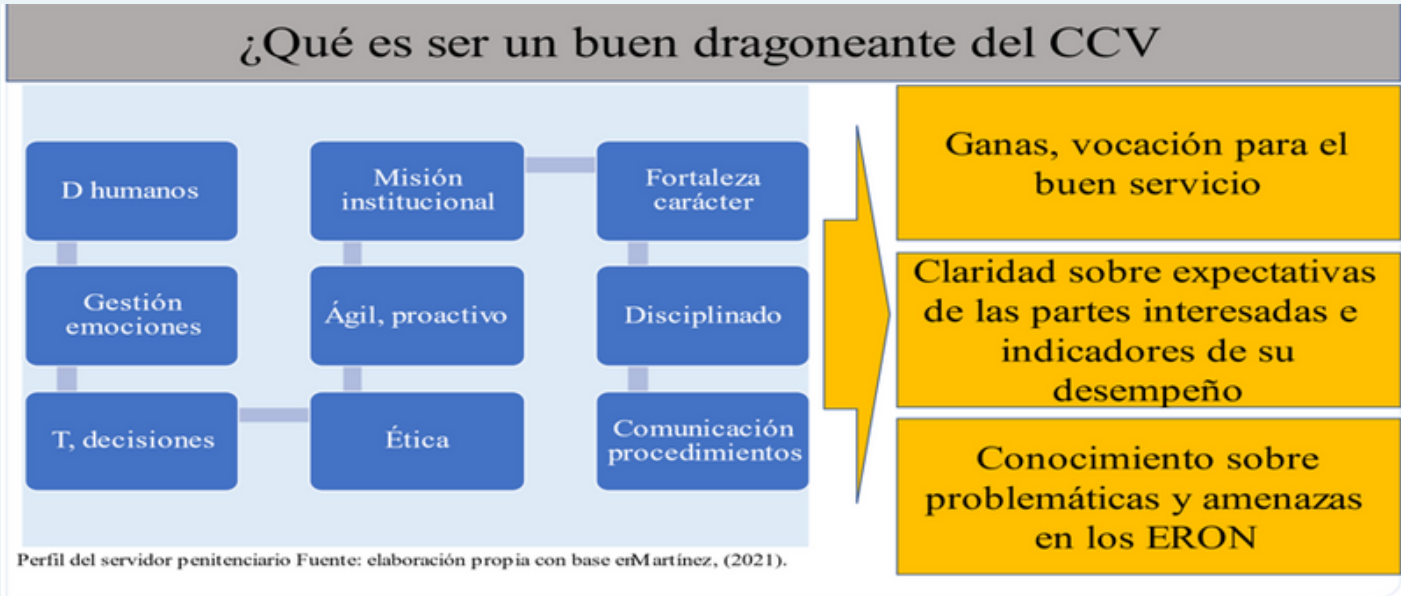 ¿Qué es ser un buen dragoneante del CCV
D humanos
Gestión
emociones
T, decisiones
Ética
Ágil, proactivo
Misión
institucional
Fortaleza
carácter
Disciplinado
Comunicación
procedimientos
Ganas, vocación para el
buen servicio
Claridad sobre expectativas
de las partes interesadas e
indicadores de su
desempeño
Conocimiento sobre
problemáticas y amenazas
en los ERON
Perfil del servidor penitenciario Fuente: elaboración propia con base enMartínez, (2021).